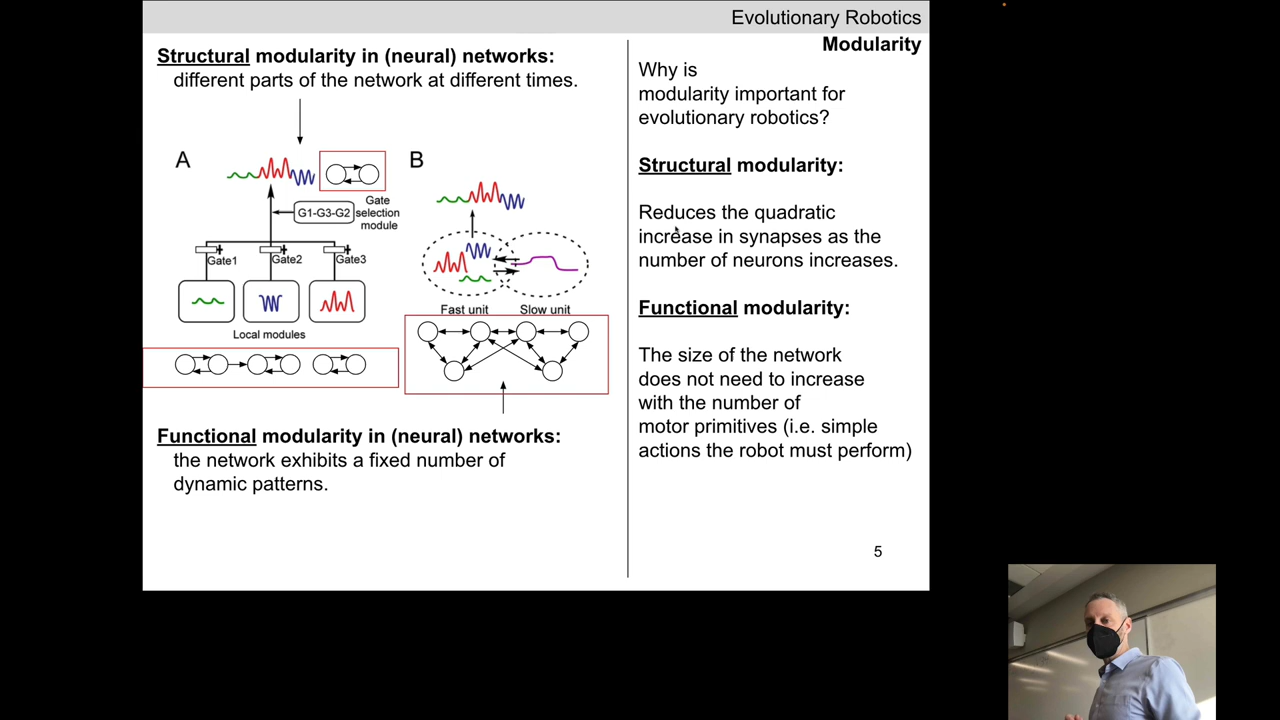 Evolutionary Robotics
Modularity
Structural modularity in (neural) networks:
different parts of the network at different times.
A
B
G1-G3-G2
Gate
selection
module
Gate1
Gate2
Gate3
Local modules
Fast unit
Slow unit
Functional modularity in (neural) networks:
the network exhibits a fixed number of
dynamic patterns.
Why is
modularity important for
evolutionary robotics?
Structural modularity:
Reduces the quadratic
increase in synapses as the
number of neurons increases.
Functional modularity:
The size of the network
does not need to increase
with the number of
motor primitives (i.e. simple
actions the robot must perform)
5